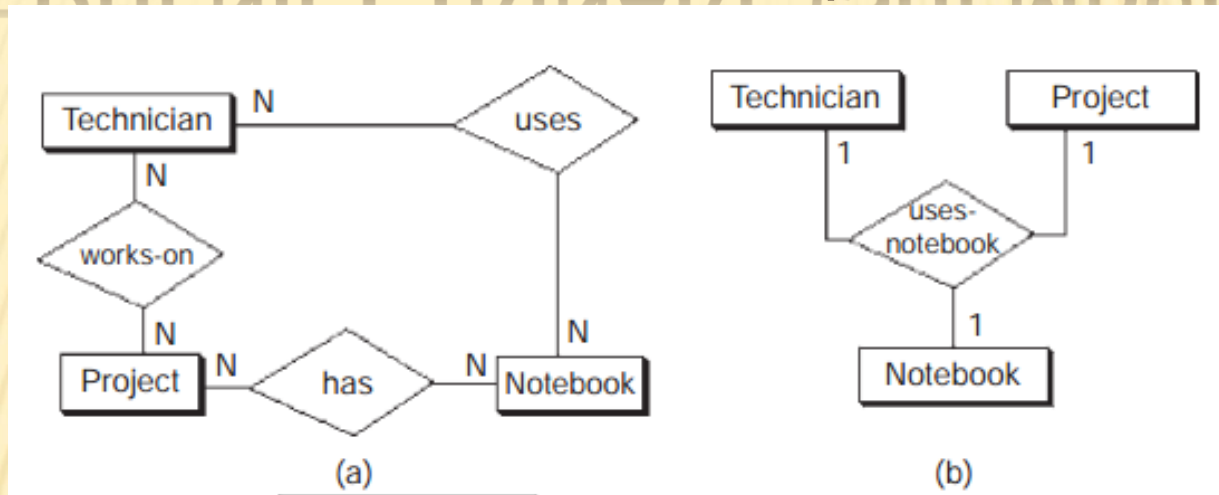 Technician
N
uses
N
works-on
N
Project
N
has
N
Notebook
N
(a)
Technician
Project
1
1
uses-
notebook
1
Notebook
(b)